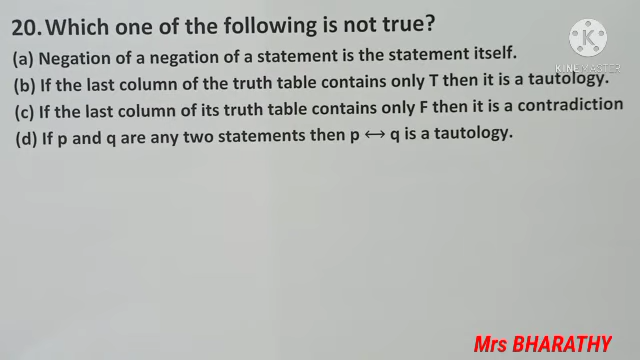 20. Which one of the following is not true?
(a) Negation of a negation of a statement is the statement itself.
(b) If the last column of the truth table contains only T then it is a tautology.
(c) If the last column of its truth table contains only F then it is a contradiction
(d) If p and q are any two statements then p ↔ q is a tautology.
K
KINEMASTER
Mrs BHARATHY